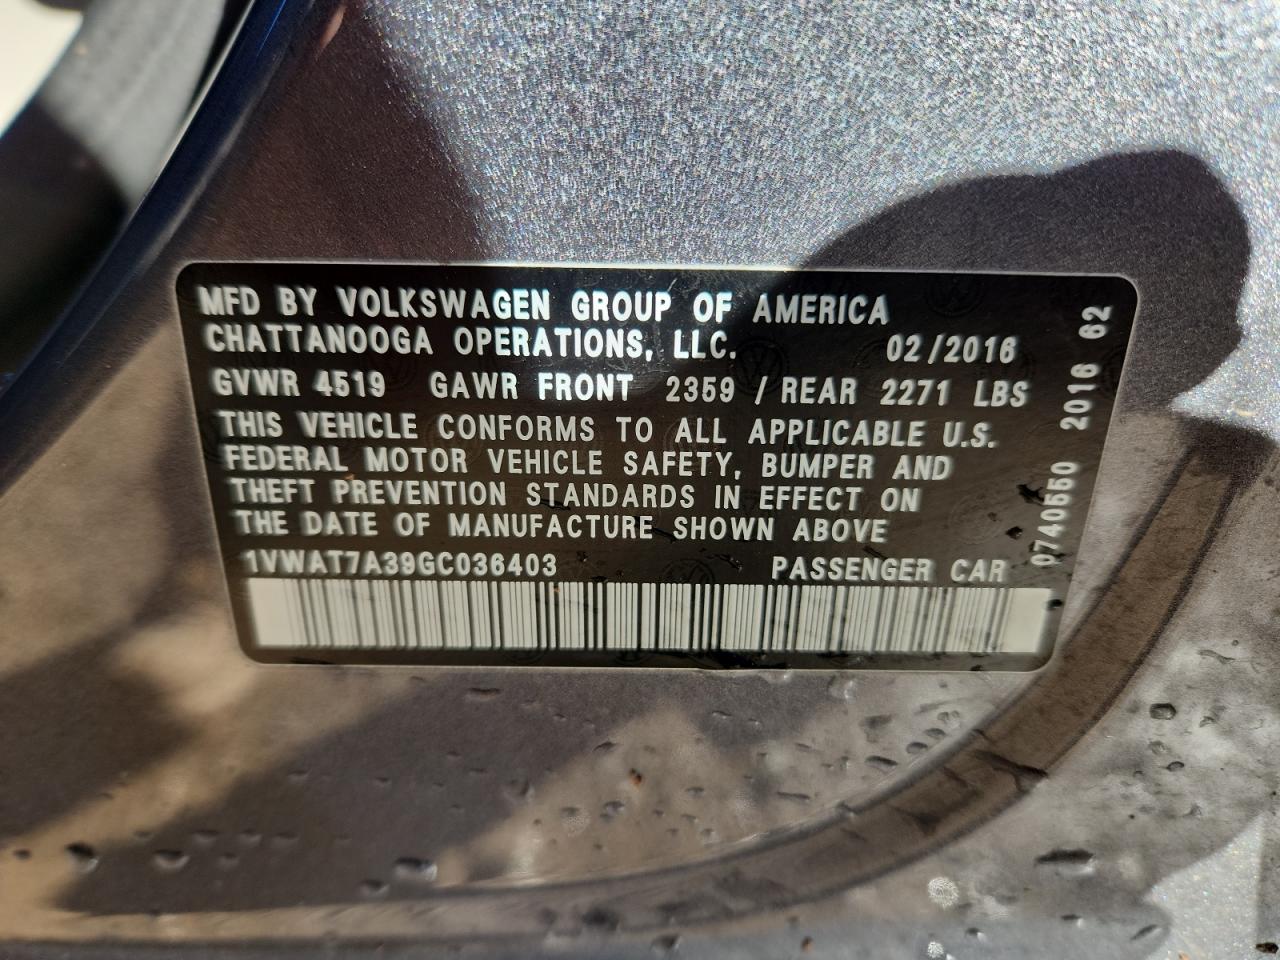 MFD BY VOLKSWAGEN GROUP OF AMERICA
CHATTANOOGA OPERATIONS, LLC. 02/2016
GVWR 4519 GAWR FRONT 2359 / REAR 2271 LBS
THIS VEHICLE CONFORMS TO ALL APPLICABLE U.S.
FEDERAL MOTOR VEHICLE SAFETY, BUMPER AND
THEFT PREVENTION STANDARDS IN EFFECT ON
THE DATE OF MANUFACTURE SHOWN ABOVE
1VWAT7A39GC036403 PASSENGER CAR
0740550 2016 62